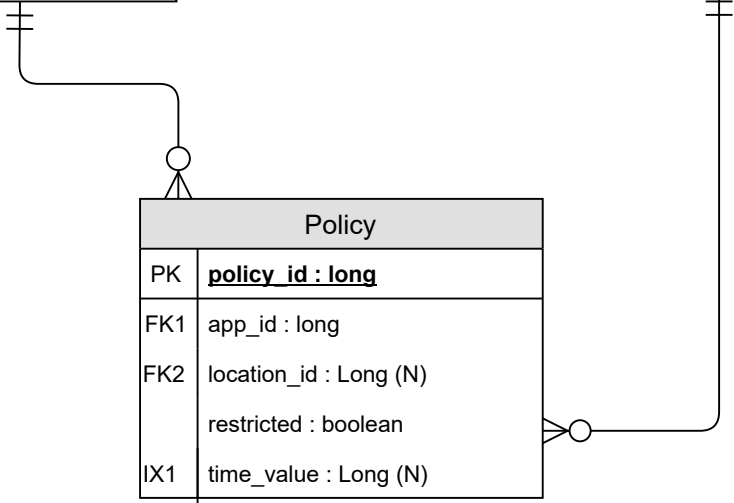 Policy
PK policy_id : long
FK1 app_id : long
FK2 location_id : Long (N)
restricted : boolean
IX1 time_value : Long (N)